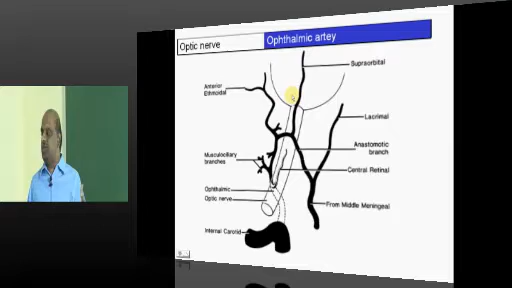 Optic nerve
Ophthalmic artey
Supraorbital
Anterior
Ethmoidal
Lacrimal
Anastomotic
branch
Musculociliary
branches
Central Retinal
Ophthalmic
Optic nerve
From Middle Meningeal
Internal Carotid